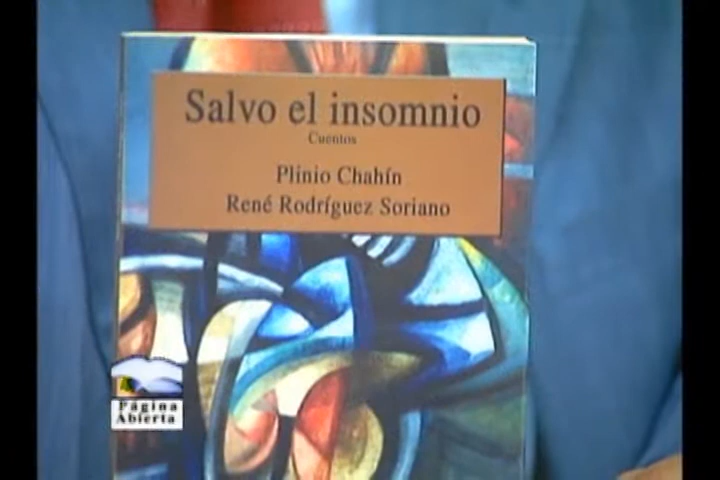 Salvo el insomnio
Cuentos
Plinio Chahín
René Rodríguez Soriano
Página
Abierta